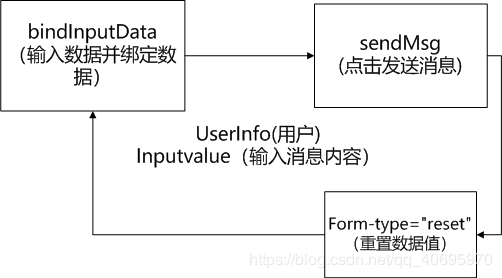 bindInputData
（输入数据并绑定数
据）
sendMsg
(点击发送消息)
UserInfo(用户)
Inputvalue（输入消息内容）
Form-type="reset"
（重置数据值）
https://blog.csdn.net/qq_40695970